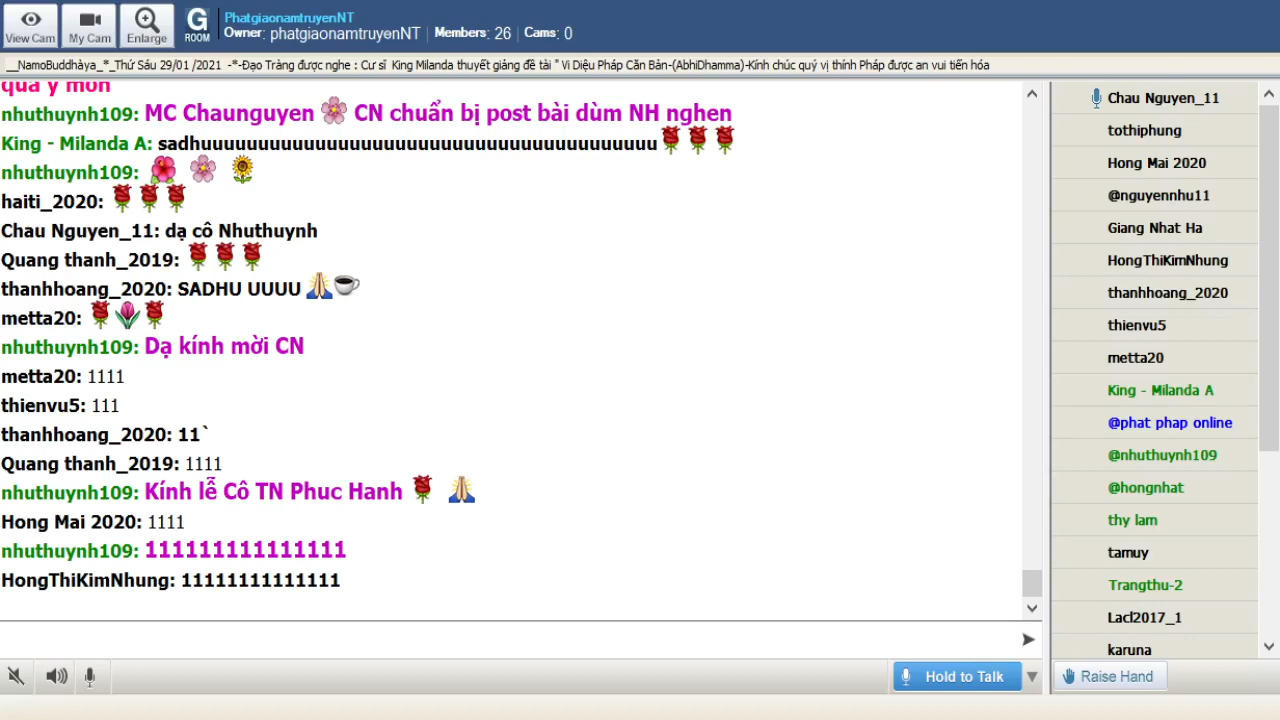 View Cam
My Cam
Enlarge
G
ROOM
PhatgiaonamtruyenNT
Owner: phatgiaonamtruyenNT | Members: 26 | Cams: 0
__NamoBuddhàya_*_Thứ Sáu 29/01 /2021 -*-Đạo Tràng được nghe : Cư sĩ King Milanda thuyết giảng đề tài " Vi Diệu Pháp Căn Bản-(AbhiDhamma)-Kính chúc quý vị thính Pháp được an vui tiến hóa
nhuthuynh109: MC Chaunguyen CN chuẩn bị post bài dùm NH nghen
King - Milanda A: sadhuuuuuuuuuuuuuuuuuuuuuuuuuuuuuuuuuuuuuuuu
nhuthuynh109:
haiti_2020:
Chau Nguyen_11: dạ cô Nhuthuynh
Quang thanh_2019:
thanhhoang_2020: SADHU UUUU
metta20:
nhuthuynh109: Dạ kính mời CN
metta20: 1111
thienvu5: 111
thanhhoang_2020: 11`
Quang thanh_2019: 1111
nhuthuynh109: Kính lễ Cô TN Phuc Hanh
Hong Mai 2020: 1111
nhuthuynh109: 111111111111111
HongThiKimNhung: 11111111111111
Hold to Talk
Chau Nguyen_11
tothiphung
Hong Mai 2020
@nguyennhu11
Giang Nhat Ha
HongThiKimNhung
thanhhoang_2020
thienvu5
metta20
King - Milanda A
@phat phap online
@nhuthuynh109
@hongnhat
thy lam
tamuy
Trangthu-2
Lacl2017_1
karuna
Raise Hand